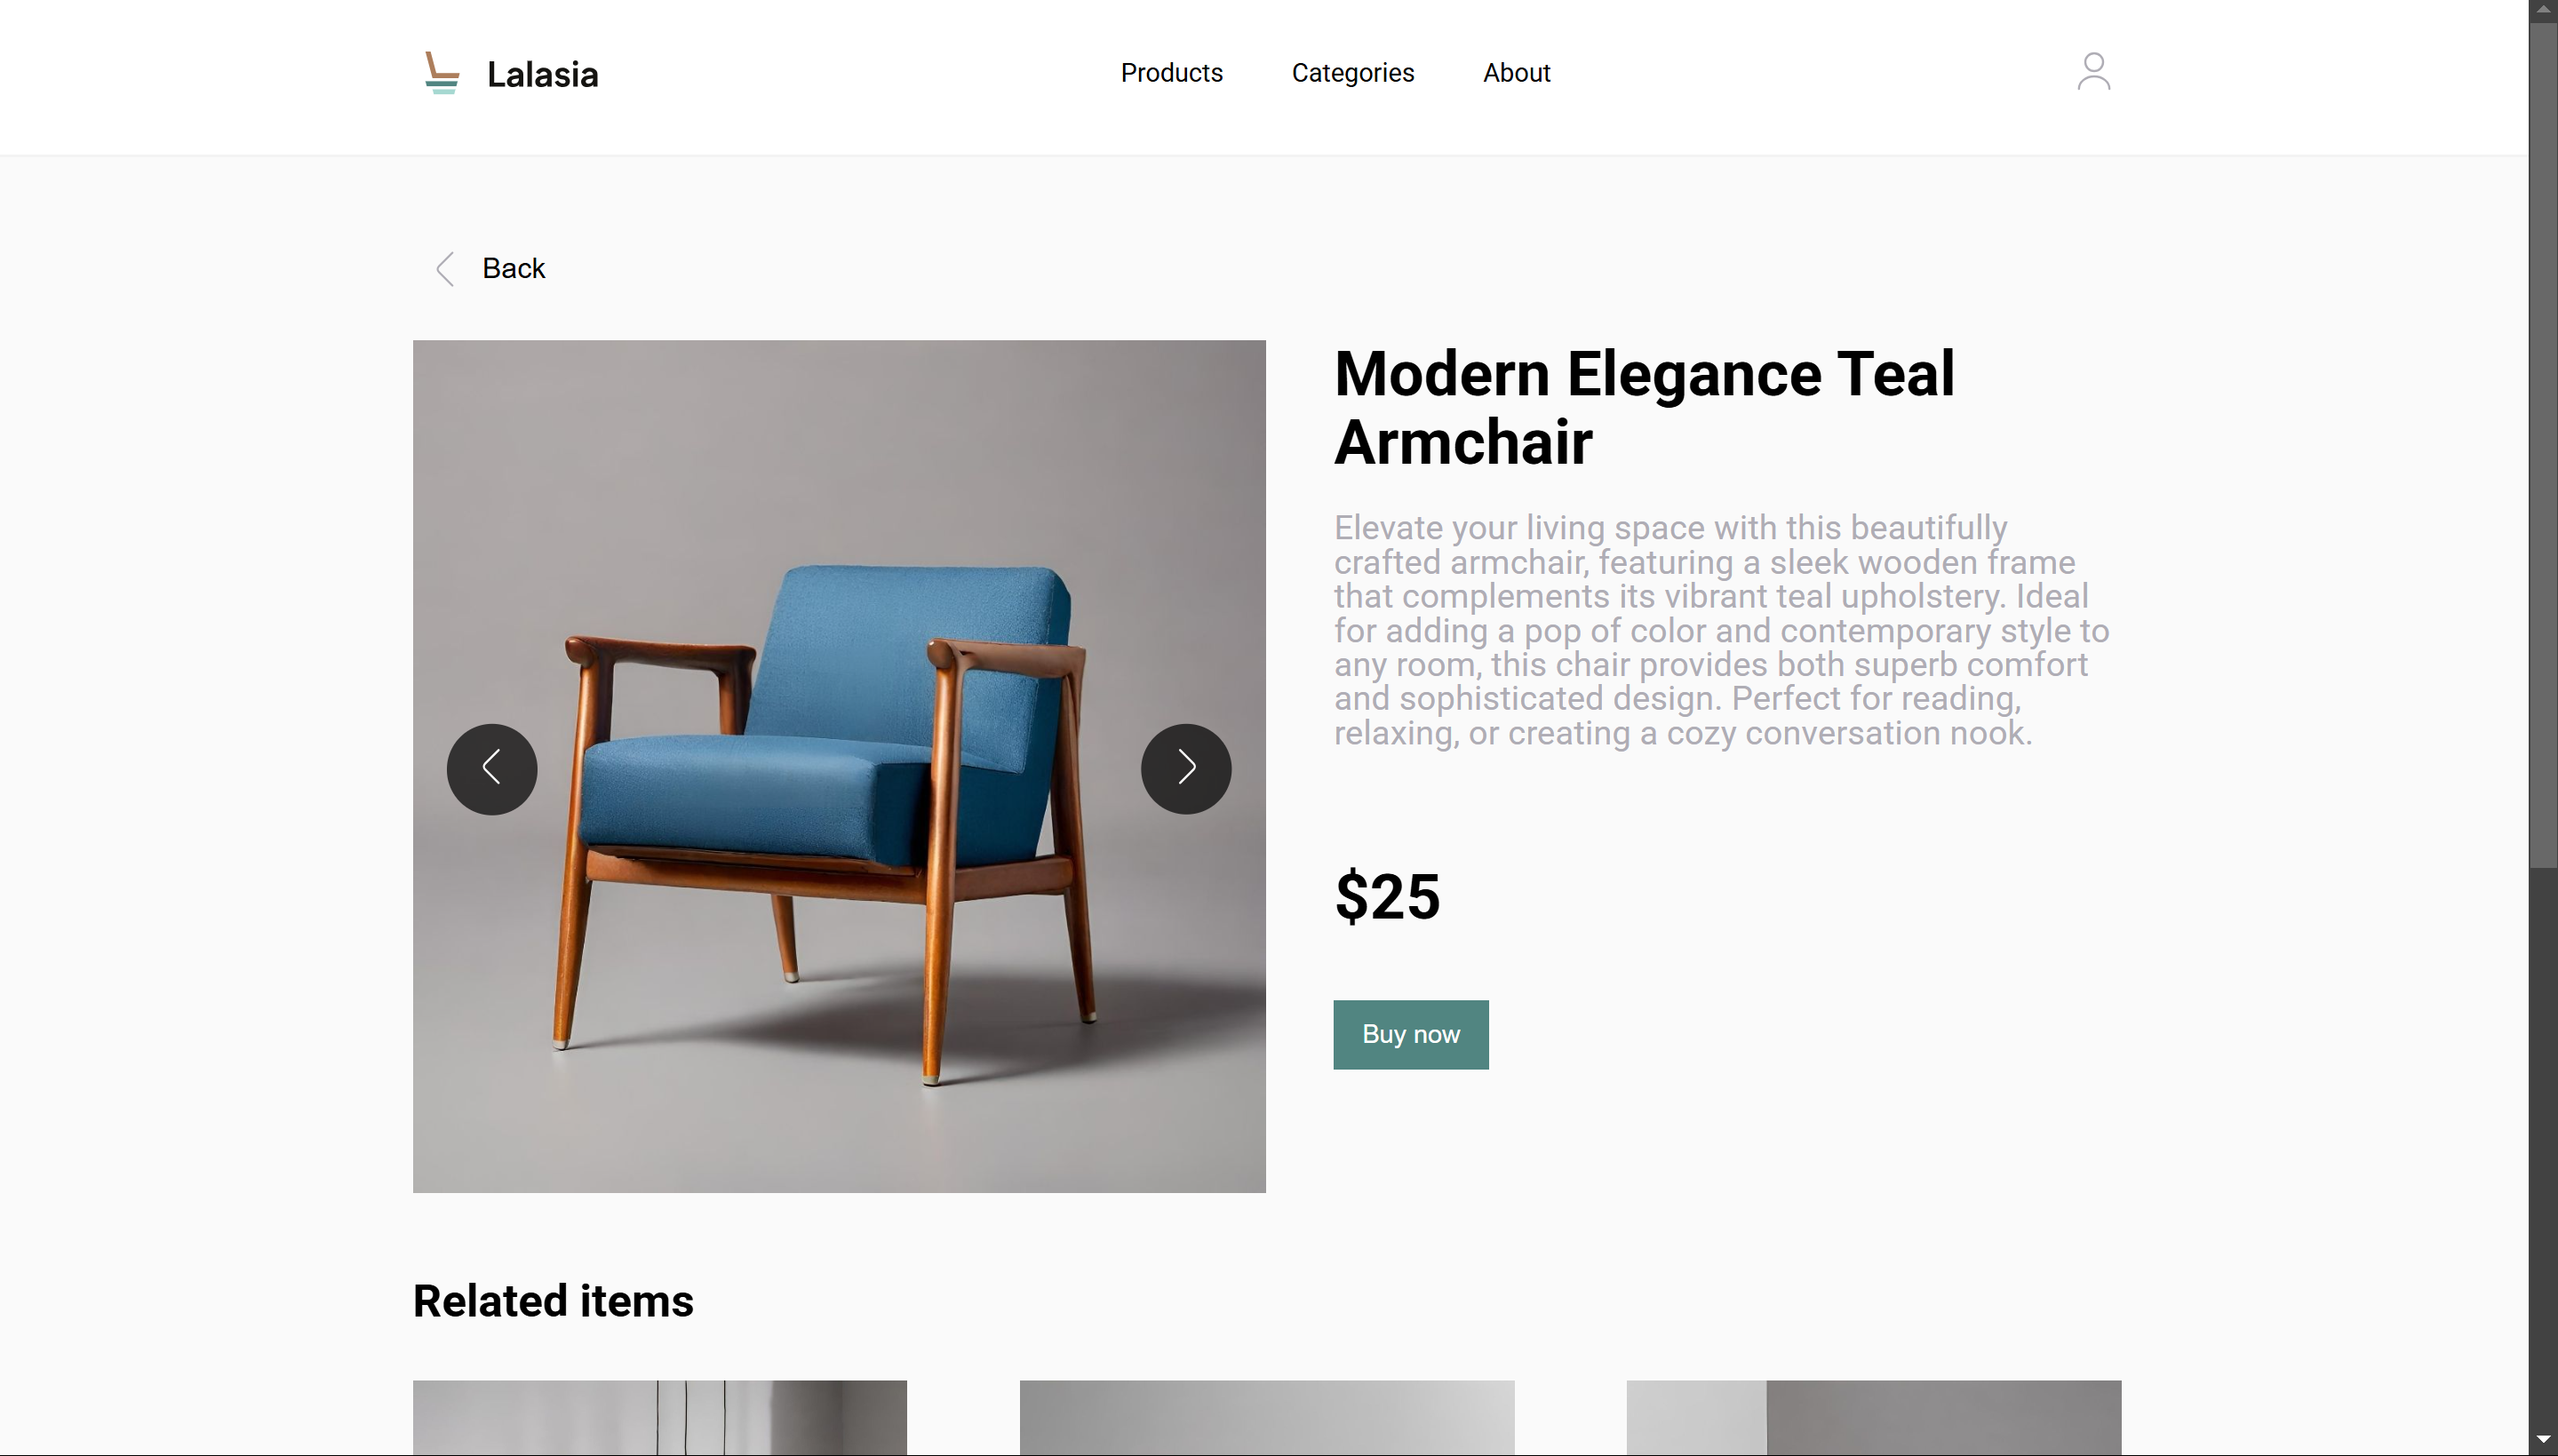 Lalasia
Products Categories About
Back
Modern Elegance Teal
Armchair
Elevate your living space with this beautifully
crafted armchair, featuring a sleek wooden frame
that complements its vibrant teal upholstery. Ideal
for adding a pop of color and contemporary style to
any room, this chair provides both superb comfort
and sophisticated design. Perfect for reading,
relaxing, or creating a cozy conversation nook.
$25
Buy now
Related items